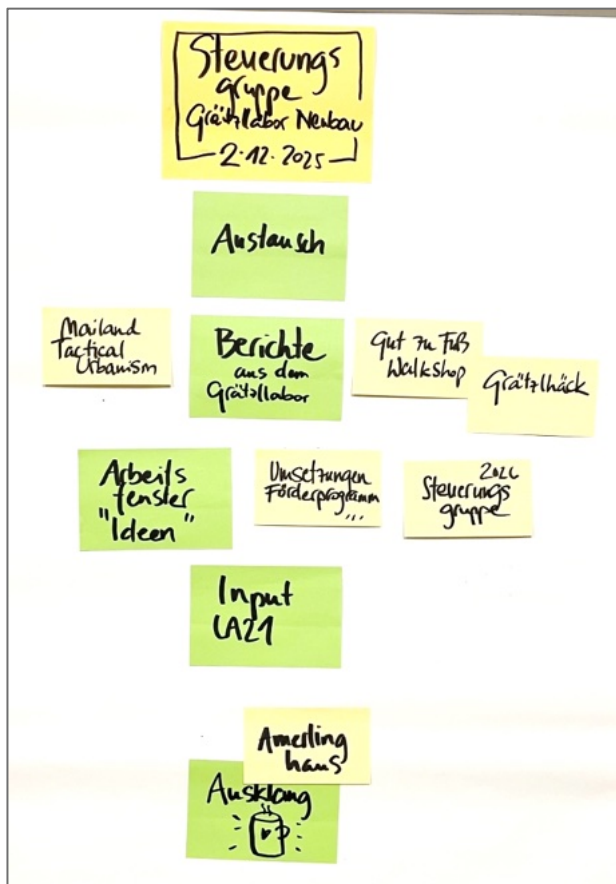 Steuerungs
gruppe
Grätzllabor Neubau
2.12.2025
Austausch
Mailand
Tactical
Urbanism
Berichte
aus dem
Grätzllabor
Gut zu Fuß
Walkshop
Grätzlhäck
Arbeits
fenster
"Ideen"
Umsetzungen
Förderprogramm
...
2026
Steuerungs
gruppe
Input
LA21
Amerling
haus
Ausklang